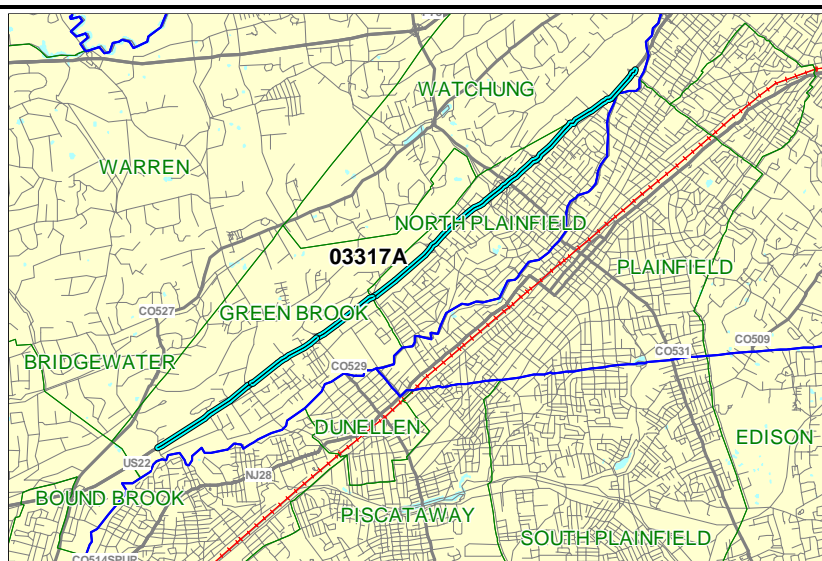 WATCHUNG
WARREN
NORTH PLAINFIELD
03317A
PLAINFIELD
CO527
GREEN BROOK
CO509
BRIDGEWATER
CO529
CO531
DUNELLEN
EDISON
US22
NJ28
BOUND BROOK
PISCATAWAY
SOUTH PLAINFIELD
CO514SPUR